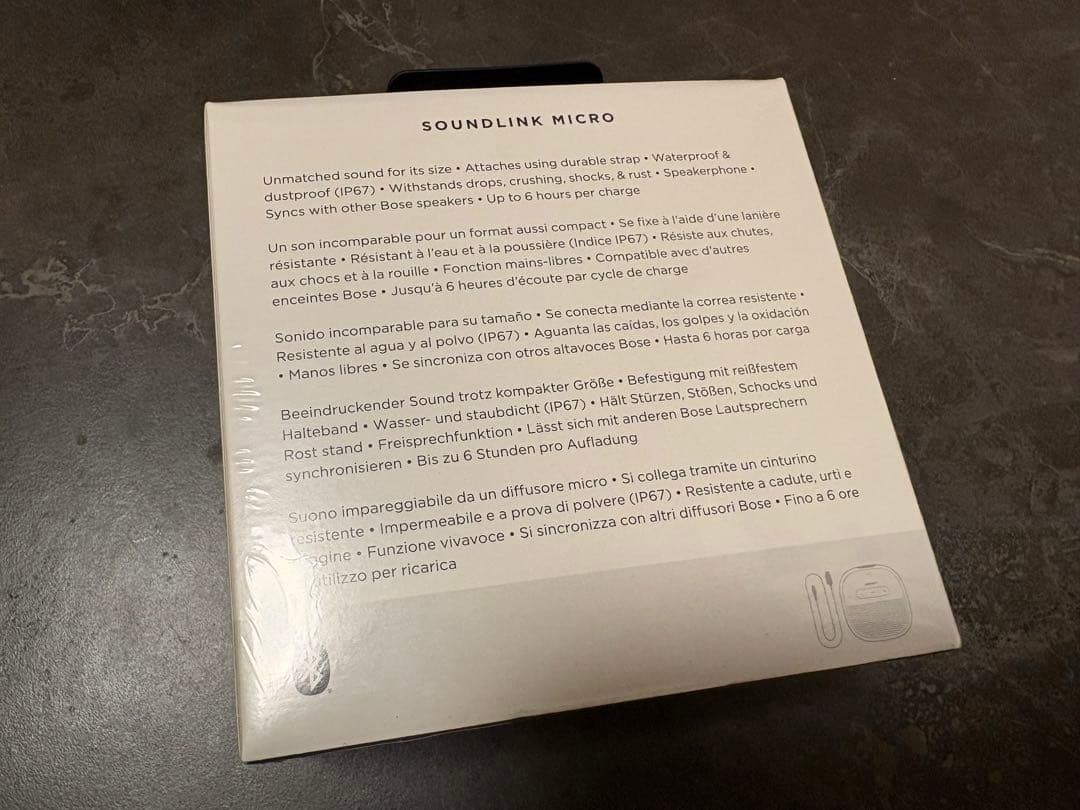 SOUNDLINK MICRO
Unmatched sound for its size • Attaches using durable strap • Waterproof &
dustproof (IP67) • Withstands drops, crushing, shocks, & rust • Speakerphone •
Syncs with other Bose speakers • Up to 6 hours per charge
Un son incomparable pour un format aussi compact • Se fixe à l'aide d'une lanière
résistante • Résistant à l'eau et à la poussière (Indice IP67) • Résiste aux chutes,
aux chocs et à la rouille • Fonction mains-libres • Compatible avec d'autres
enceintes Bose • Jusqu'à 6 heures d'écoute par cycle de charge
Sonido incomparable para su tamaño • Se conecta mediante la correa resistente •
Resistente al agua y al polvo (IP67) • Aguanta las caídas, los golpes y la oxidación
• Manos libres • Se sincroniza con otros altavoces Bose • Hasta 6 horas por carga
Beeindruckender Sound trotz kompakter Größe • Befestigung mit reißfestem
Halteband • Wasser- und staubdicht (IP67) • Hält Stürzen, Stößen, Schocks und
Rost stand • Freisprechfunktion • Lässt sich mit anderen Bose Lautsprechern
synchronisieren • Bis zu 6 Stunden pro Aufladung
Suono impareggiabile da un diffusore micro • Si collega tramite un cinturino
resistente • Impermeabile e a prova di polvere (IP67) • Resistente a cadute, urti e
• Funzione vivavoce • Si sincronizza con altri diffusori Bose • Fino a 6 ore
utilizzo per ricarica